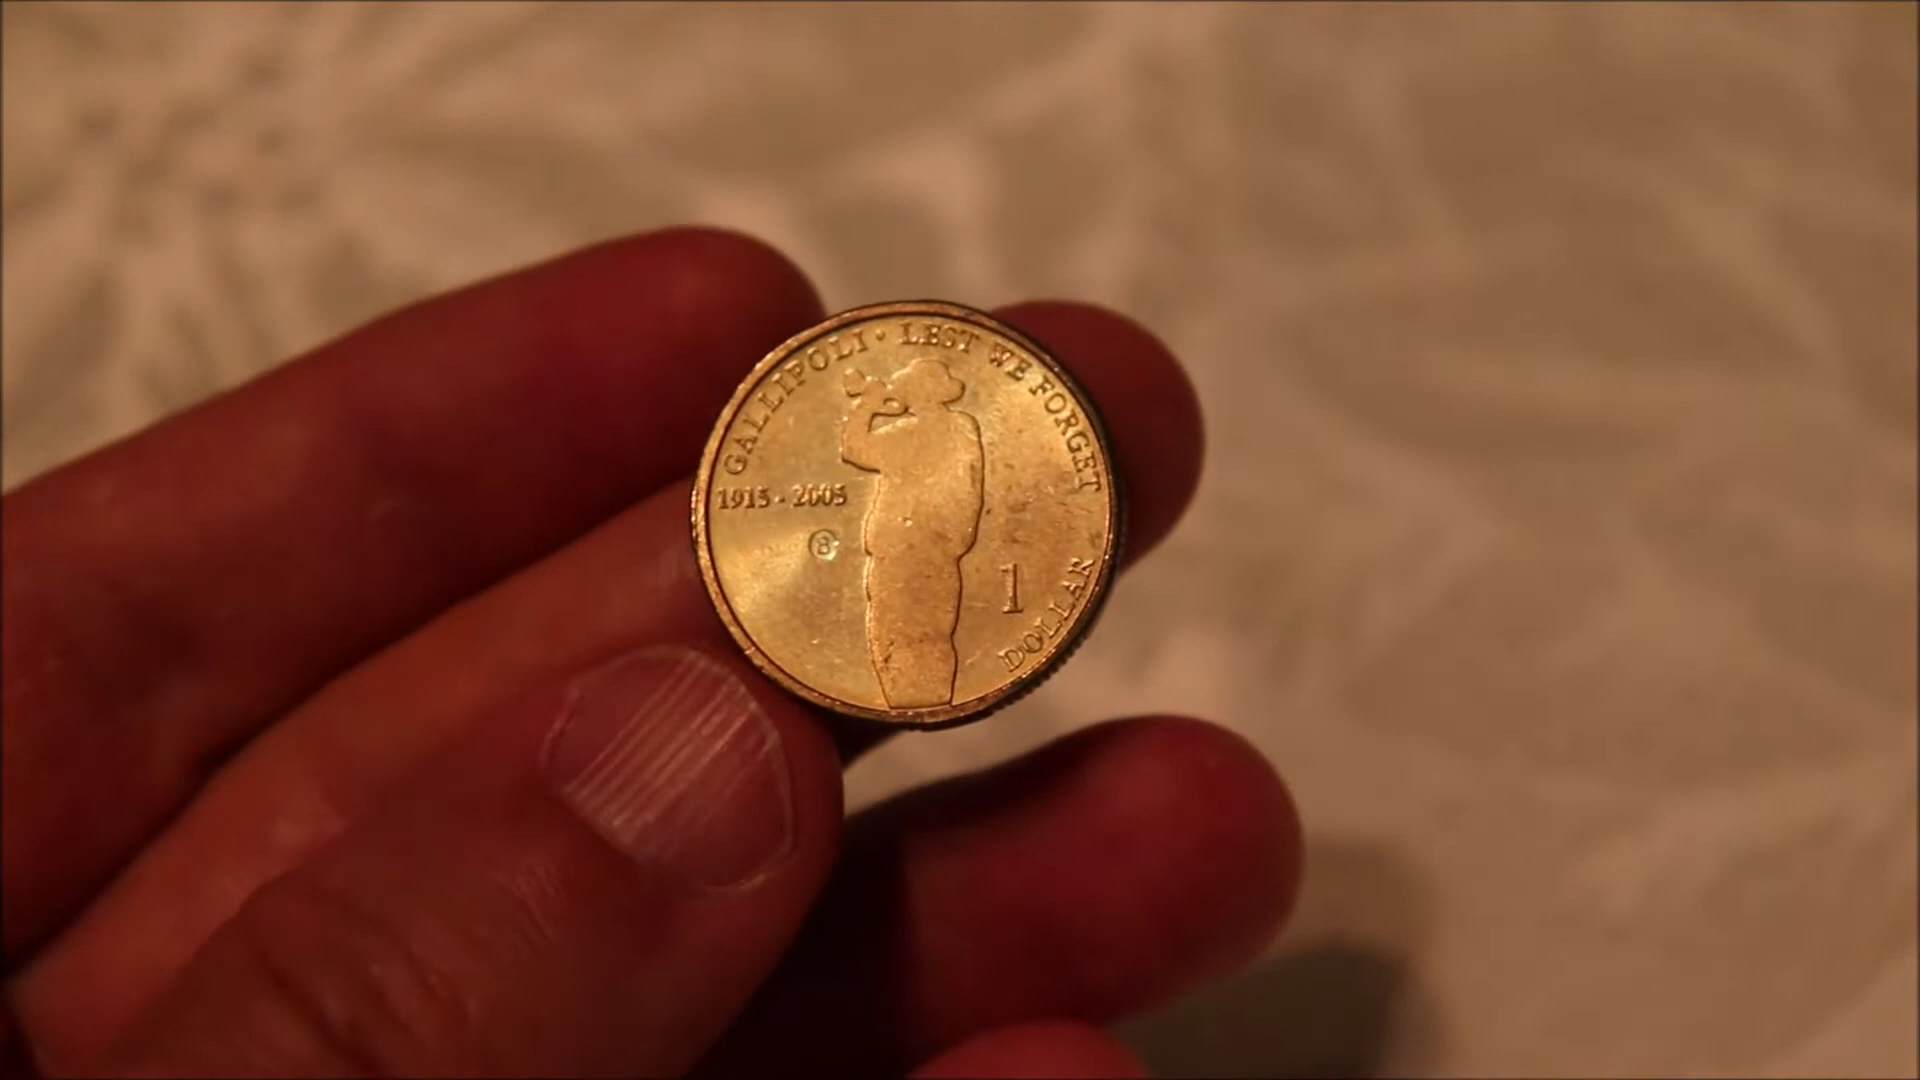 GALLIPOLI · LEST WE FORGET
1915 - 2005
B
1
DOLLAR